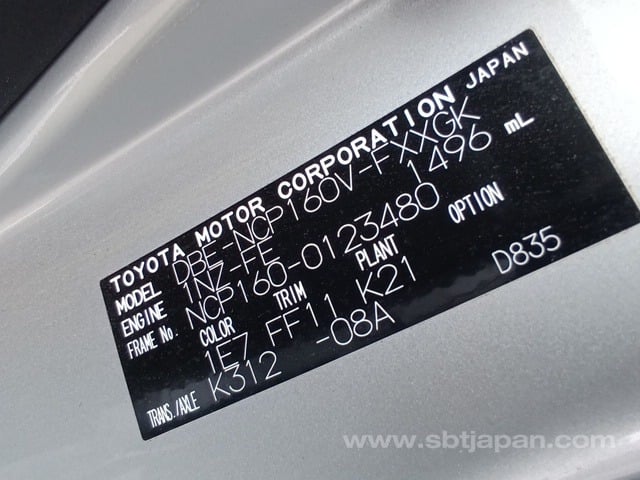 TOYOTA MOTOR CORPORATION JAPAN
MODEL DBE-NCP160V-FXXGK
ENGINE 1NZ-FE 1496 mL
FRAME No. NCP160-0123480
COLOR TRIM PLANT OPTION
1E7 FF11 K21 D835
TRANS./AXLE K312 -08A
www.sbtjapan.com